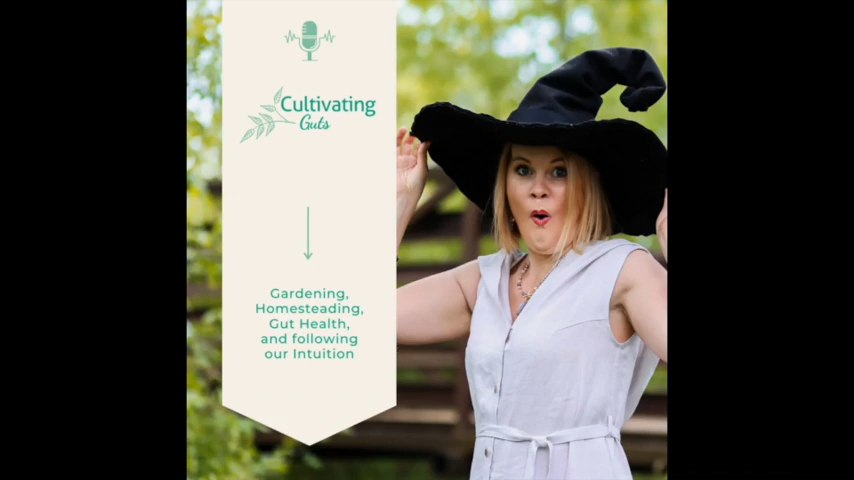 Cultivating
Guts
Gardening,
Homesteading,
Gut Health,
and following
our Intuition